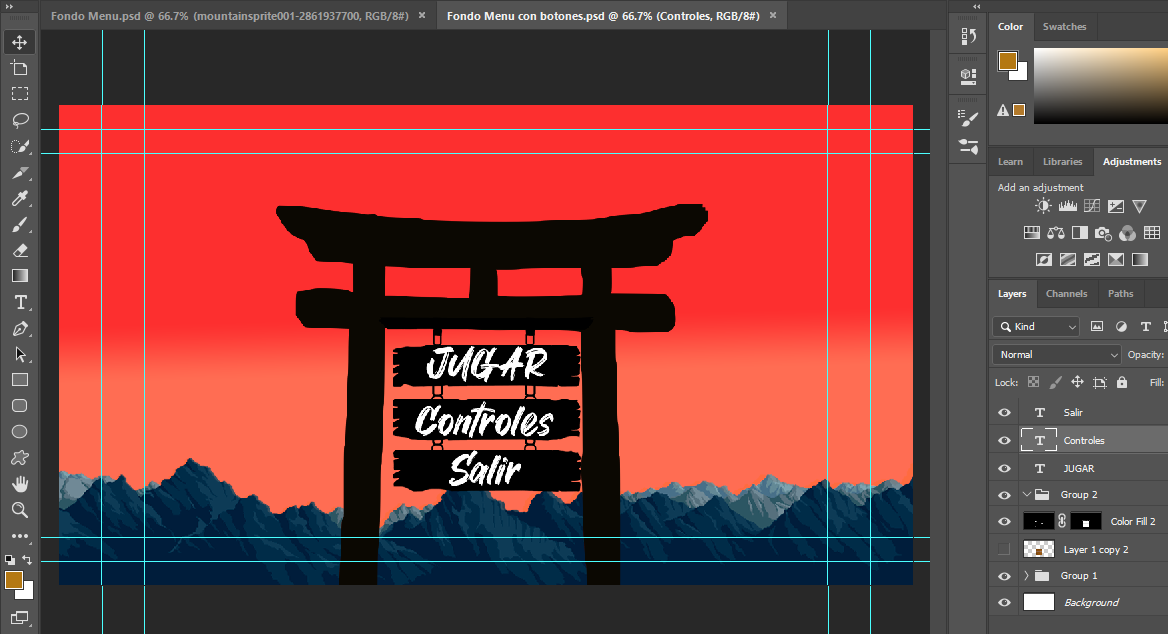 Fondo Menu.psd @ 66.7% (mountainsprite001-2861937700, RGB/8#) ×
Fondo Menu con botones.psd @ 66.7% (Controles, RGB/8#) ×
Color
Swatches
Learn
Libraries
Adjustments
Add an adjustment
Layers
Channels
Paths
Kind
Normal
Opacity:
Lock:
Fill:
Salir
Controles
JUGAR
Group 2
Color Fill 2
Layer 1 copy 2
Group 1
Background
JUGAR
Controles
Salir